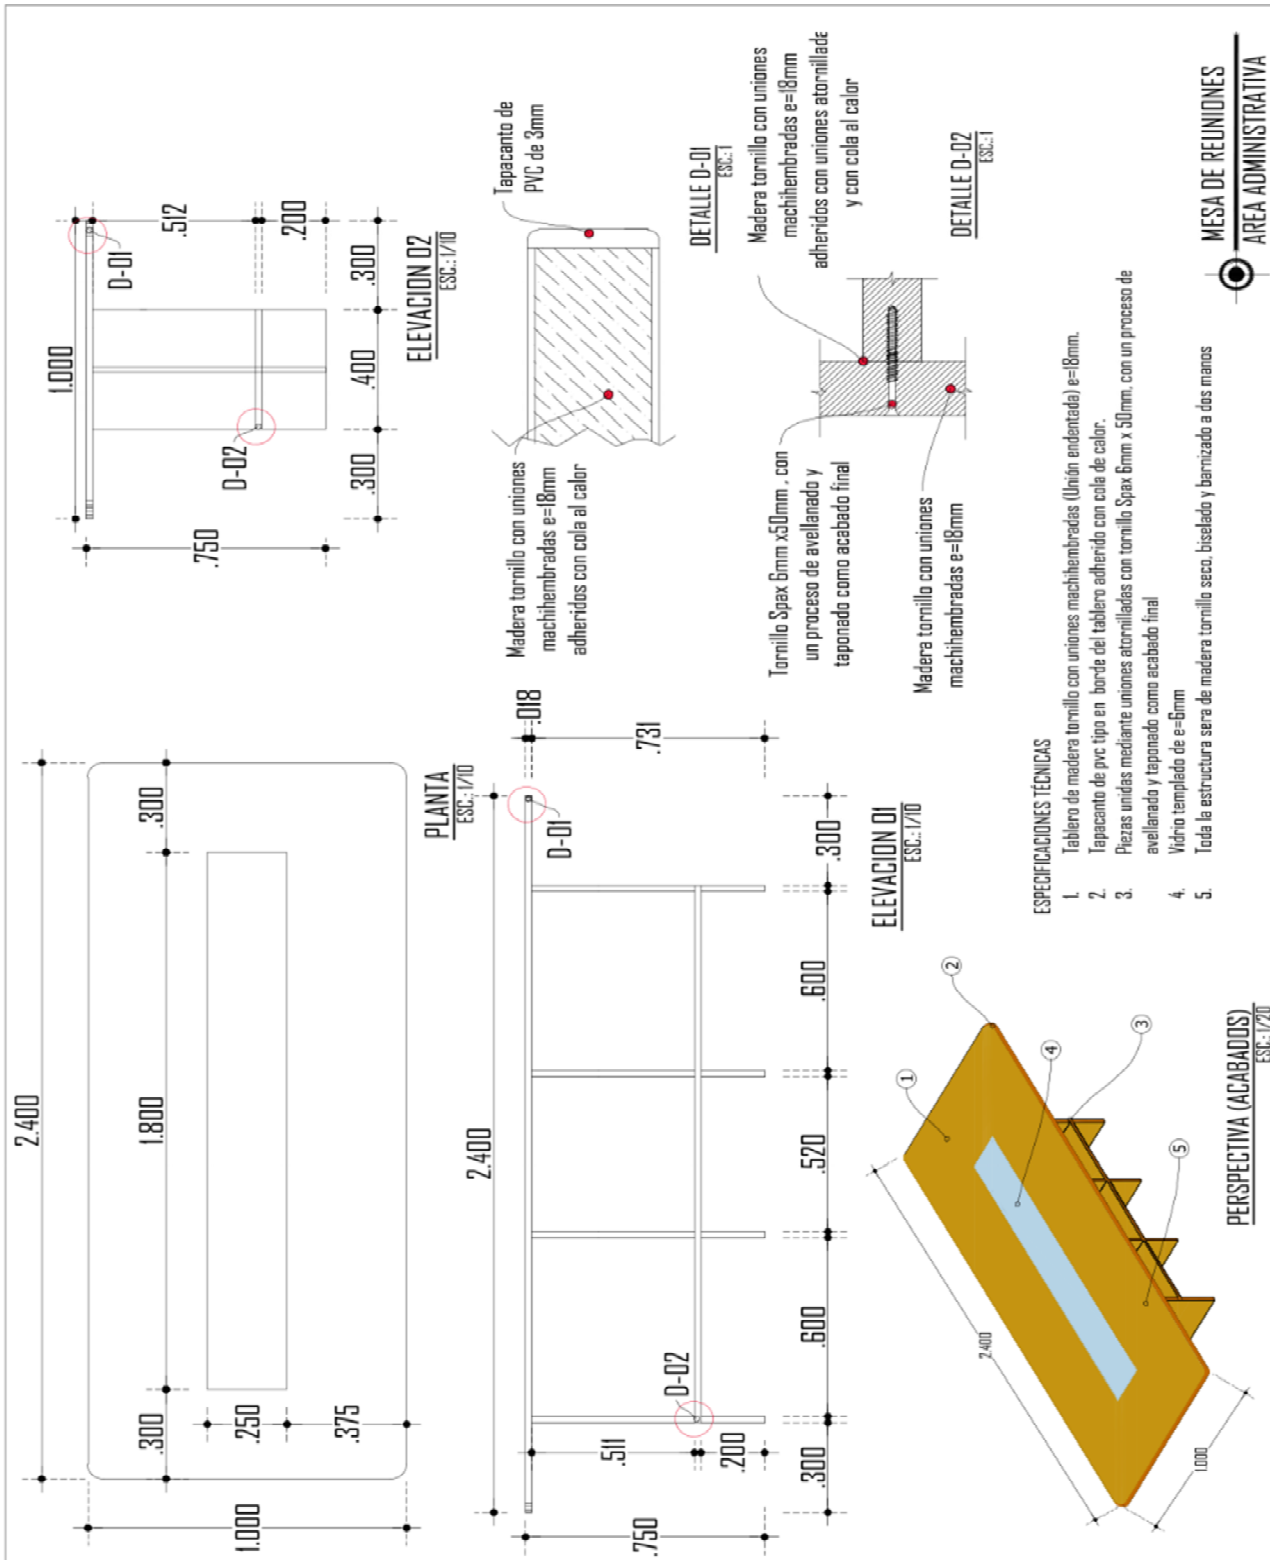 2.400
.300
1.800
.300
.250
.375
1.000
PLANTA
ESC.: 1/10
1.000
D-01
.512
.200
D-02
.750
.300
.400
.300
ELEVACION 02
ESC.: 1/10
2.400
.018
D-01
.731
D-02
.511
.200
.750
.300
.600
.520
.600
.300
ELEVACION 01
ESC.: 1/10
Tapacanto de
PVC de 3mm
Madera tornillo con uniones
machihembradas e=18mm
adheridos con cola al calor
DETALLE D-01
ESC.:1
Madera tornillo con uniones
machihembradas e=18mm
adheridos con uniones atornillada
y con cola al calor
Tornillo Spax 6mm x50mm , con
un proceso de avellanado y
taponado como acabado final
Madera tornillo con uniones
machihembradas e=18mm
DETALLE D-02
ESC.:1
2.400
1.000
1
2
3
4
5
PERSPECTIVA (ACABADOS)
ESC.: 1/20
ESPECIFICACIONES TÉCNICAS
1. Tablero de madera tornillo con uniones machihembradas (Unión endentada) e=18mm.
2. Tapacanto de pvc tipo en borde del tablero adherido con cola de calor.
3. Piezas unidas mediante uniones atornilladas con tornillo Spax 6mm x 50mm, con un proceso de
avellanado y taponado como acabado final
4. Vidrio templado de e=6mm
5. Toda la estructura sera de madera tornillo seco, biselado y barnizado a dos manos
MESA DE REUNIONES
AREA ADMINISTRATIVA